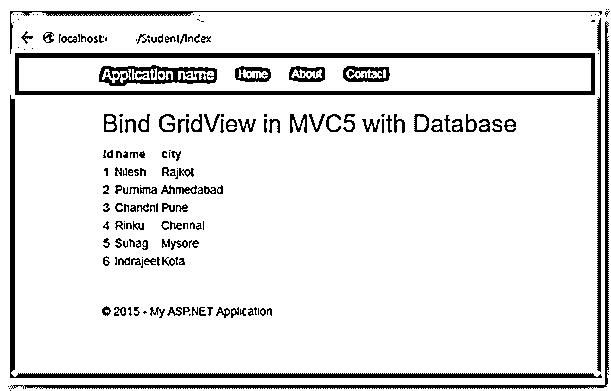 localhost: /Student/Index
Application name Home About Contact
Bind GridView in MVC5 with Database
Id name city
1 Nilesh Rajkot
2 Purnima Ahmedabad
3 Chandni Pune
4 Rinku Chennai
5 Suhag Mysore
6 Indrajeet Kota
© 2015 - My ASP.NET Application